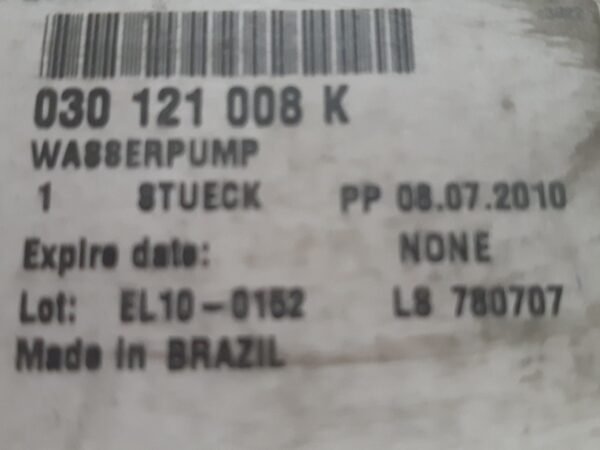 030 121 008 K
WASSERPUMP
1 STUECK PP 08.07.2010
Expire date: NONE
Lot: EL10-0152 LS 780707
Made in BRAZIL